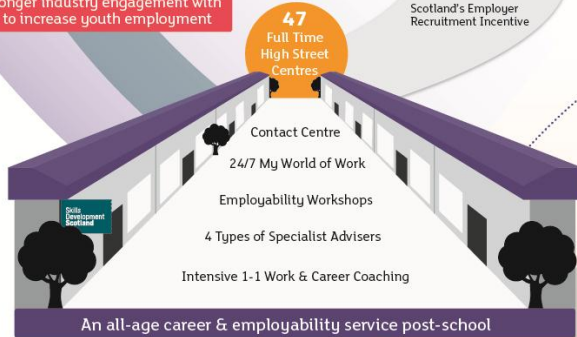 onger industry engagement with
to increase youth employment
Scotland's Employer
Recruitment Incentive
47
Full Time
High Street
Centres
Contact Centre
24/7 My World of Work
Employability Workshops
4 Types of Specialist Advisers
Intensive 1-1 Work & Career Coaching
Skills
Development
Scotland
An all-age career & employability service post-school